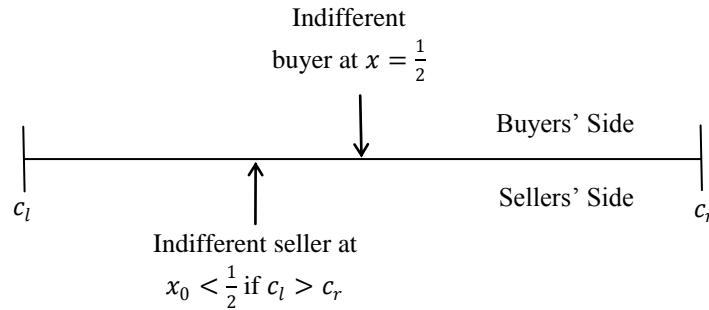 Indifferent
buyer at x = 1/2
Buyers’ Side
Sellers’ Side
c_l
c_r
Indifferent seller at
x_0 < 1/2 if c_l > c_r